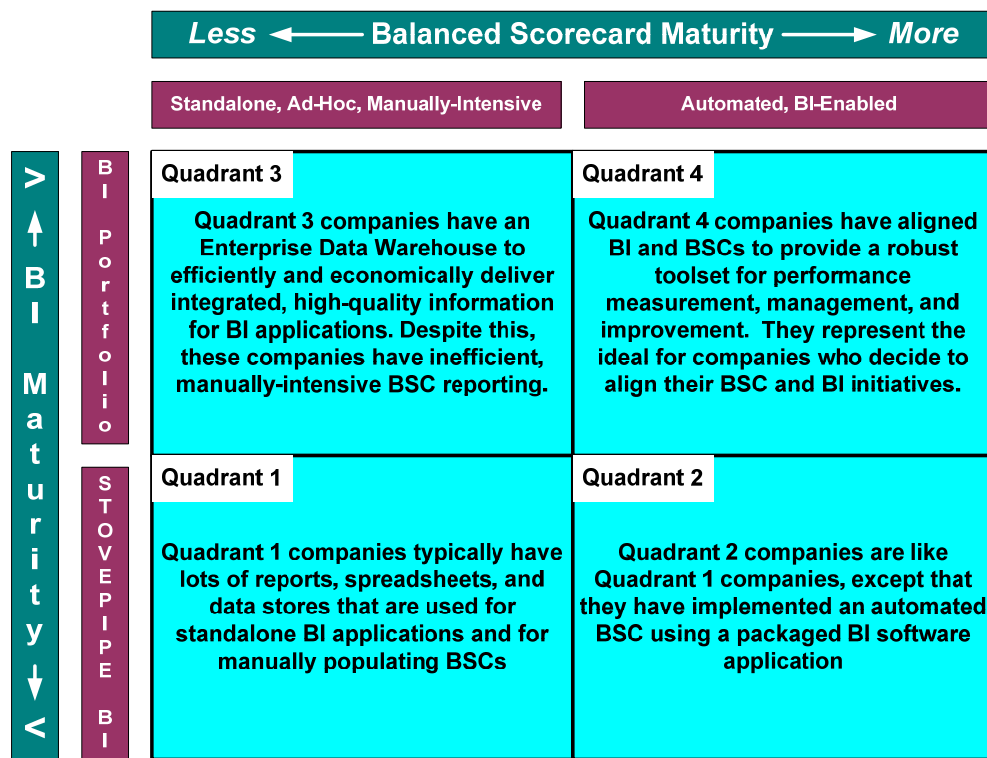 Less Balanced Scorecard Maturity More
Standalone, Ad-Hoc, Manually-Intensive
Automated, BI-Enabled
> BI Maturity <
BI Portfolio
STOVEPIPE BI
Quadrant 3
Quadrant 3 companies have an
Enterprise Data Warehouse to
efficiently and economically deliver
integrated, high-quality information
for BI applications. Despite this,
these companies have inefficient,
manually-intensive BSC reporting.
Quadrant 4
Quadrant 4 companies have aligned
BI and BSCs to provide a robust
toolset for performance
measurement, management, and
improvement. They represent the
ideal for companies who decide to
align their BSC and BI initiatives.
Quadrant 1
Quadrant 1 companies typically have
lots of reports, spreadsheets, and
data stores that are used for
standalone BI applications and for
manually populating BSCs
Quadrant 2
Quadrant 2 companies are like
Quadrant 1 companies, except that
they have implemented an automated
BSC using a packaged BI software
application